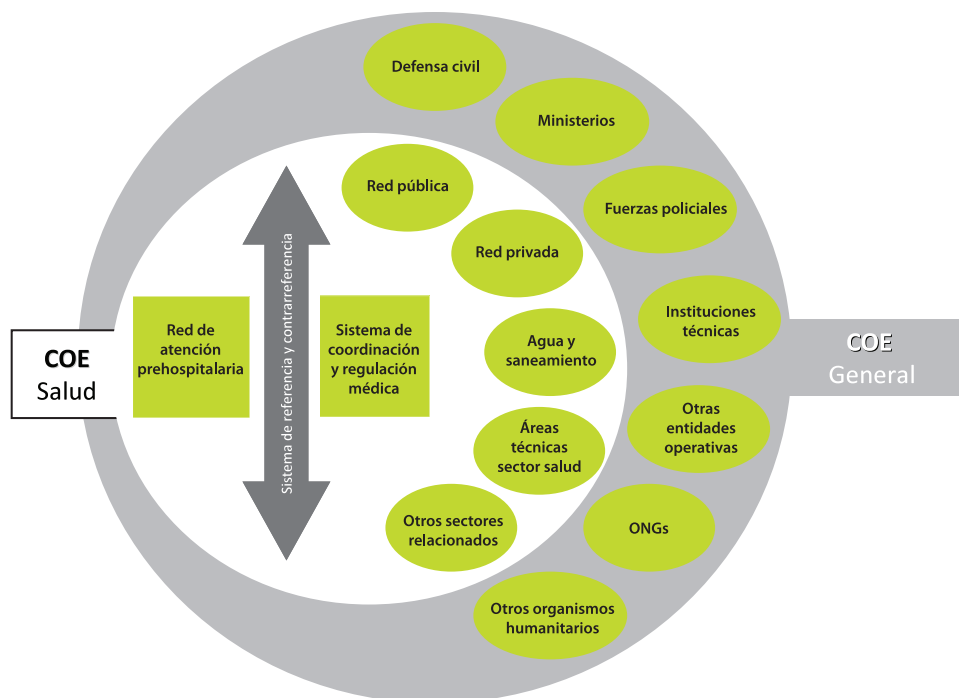 Defensa civil
Ministerios
Fuerzas policiales
Instituciones
técnicas
Otras
entidades
operativas
ONGs
Otros organismos
humanitarios
Red pública
Red privada
Agua y
saneamiento
Áreas
técnicas
sector salud
Otros sectores
relacionados
COE
Salud
Red de
atención
prehospitalaria
Sistema de referencia y contrarreferencia
Sistema de
coordinación
y regulación
médica
COE
General